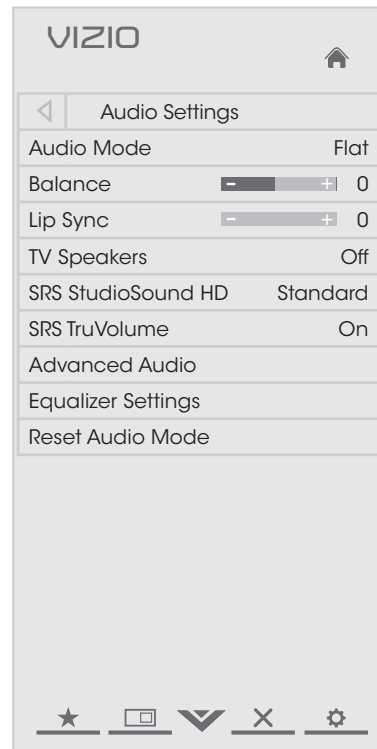 VIZIO
Audio Settings
Audio Mode Flat
Balance - + 0
Lip Sync - + 0
TV Speakers Off
SRS StudioSound HD Standard
SRS TruVolume On
Advanced Audio
Equalizer Settings
Reset Audio Mode